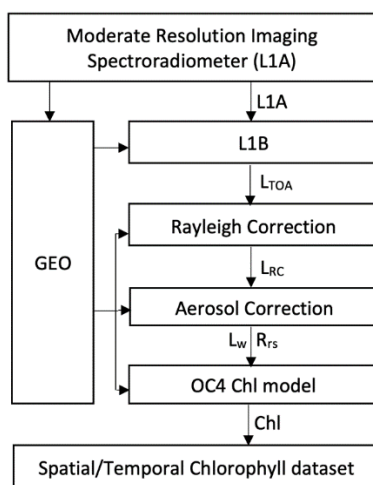 Moderate Resolution Imaging
Spectroradiometer (L1A)
L1A
L1B
LTOA
Rayleigh Correction
GEO
LRC
Aerosol Correction
Lw Rrs
OC4 Chl model
Chl
Spatial/Temporal Chlorophyll dataset